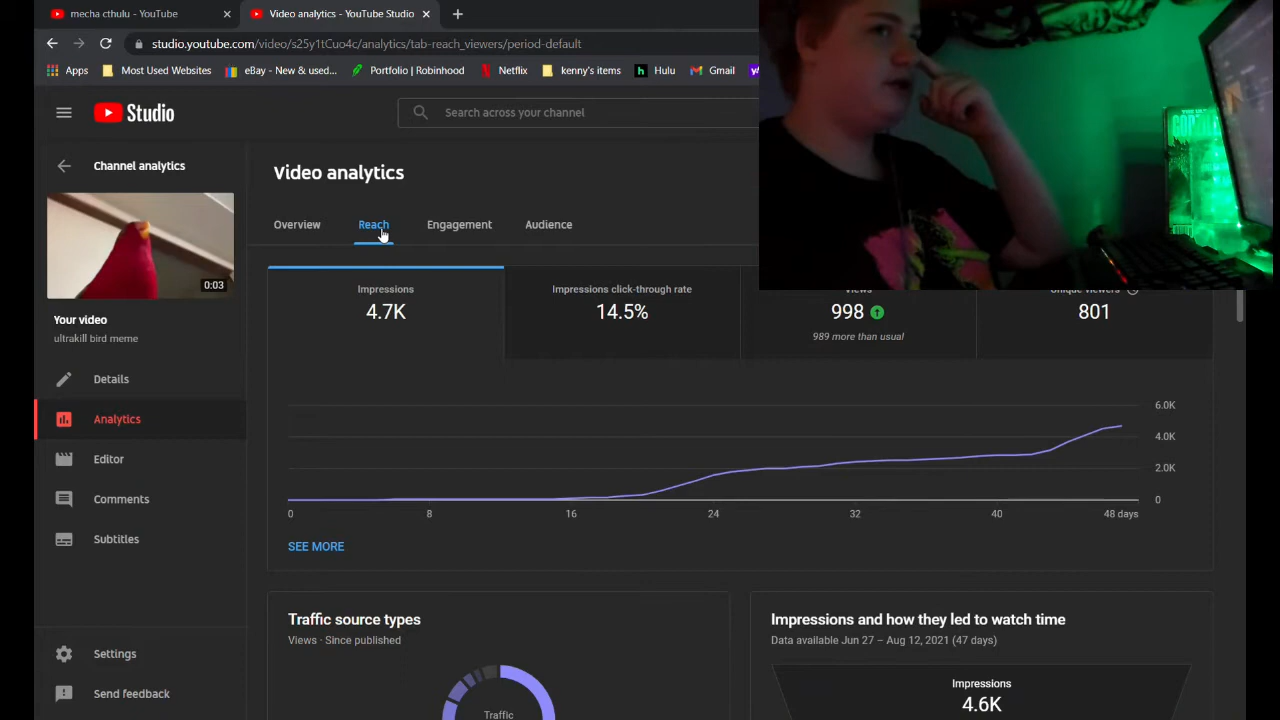 mecha cthulu - YouTube
Video analytics - YouTube Studio
studio.youtube.com/video/s25y1tCuo4c/analytics/tab-reach_viewers/period-default
Apps
Most Used Websites
eBay - New & used...
Portfolio | Robinhood
Netflix
kenny's items
Hulu
Gmail
Studio
Search across your channel
Channel analytics
0:03
Your video
ultrakill bird meme
Details
Analytics
Editor
Comments
Subtitles
Settings
Send feedback
Video analytics
Overview Reach Engagement Audience
Impressions
4.7K
Impressions click-through rate
14.5%
Views
998
989 more than usual
Unique viewers
801
6.0K
4.0K
2.0K
0
0 8 16 24 32 40 48 days
SEE MORE
Traffic source types
Views · Since published
Traffic
Impressions and how they led to watch time
Data available Jun 27 – Aug 12, 2021 (47 days)
Impressions
4.6K